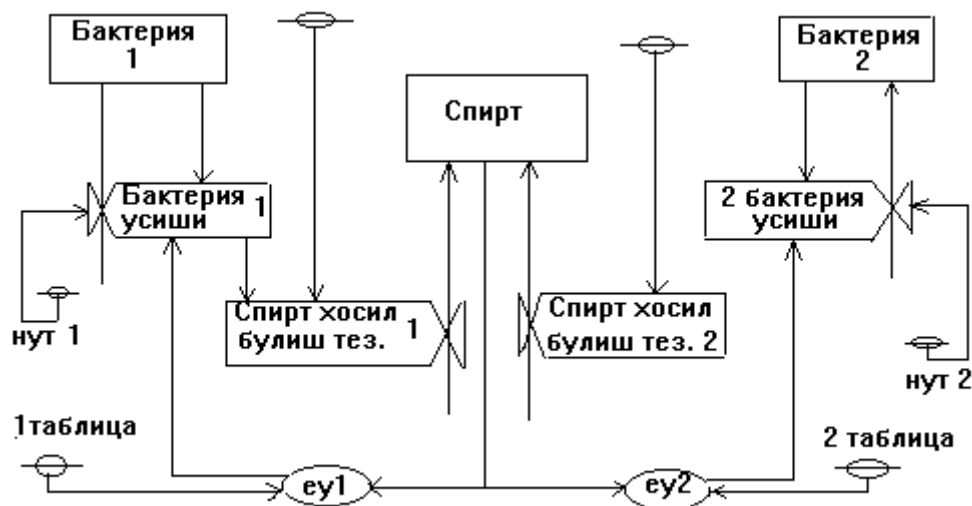 Бактерия
1
Бактерия
2
Спирт
Бактерия 1
усиши
2 бактерия
усиши
Спирт хосил 1
булиш тез.
Спирт хосил
булиш тез. 2
нут 1
нут 2
1таблица
2 таблица
еу1
еу2